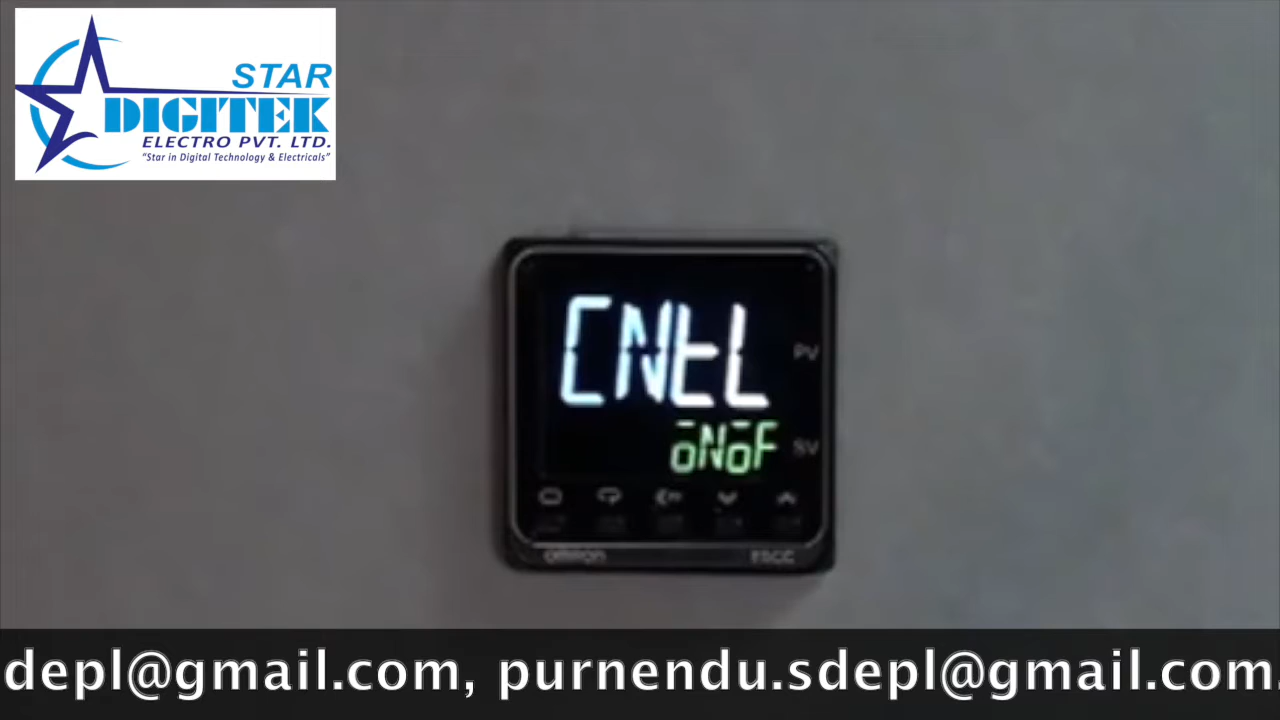 STAR
DIGITEK
ELECTRO PVT. LTD.
"Star in Digital Technology & Electricals"
CNtL
PV
oNoF
SV
omron
E5CC
depl@gmail.com, purnendu.sdepl@gmail.com,